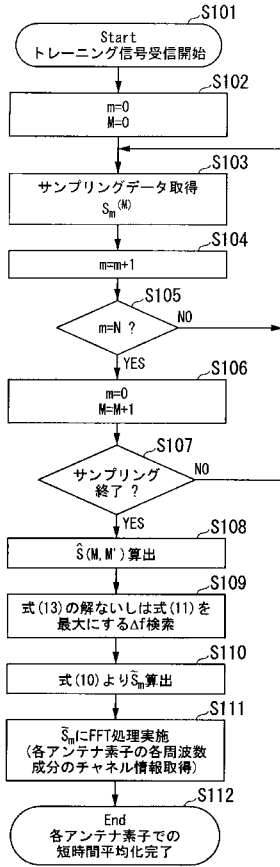 S101
Start
トレーニング信号受信開始
S102
m=0
M=0
S103
サンプリングデータ取得
Sm(M)
S104
m=m+1
S105
m=N ?
NO
YES
S106
m=0
M=M+1
S107
サンプリング
終了 ?
NO
YES
S108
Ŝ(M,M')算出
S109
式(13)の解ないしは式(11)を
最大にするΔf検索
S110
式(10)よりS̃m算出
S111
S̃mにFFT処理実施
(各アンテナ素子の各周波数
成分のチャネル情報取得)
S112
End
各アンテナ素子での
短時間平均化完了